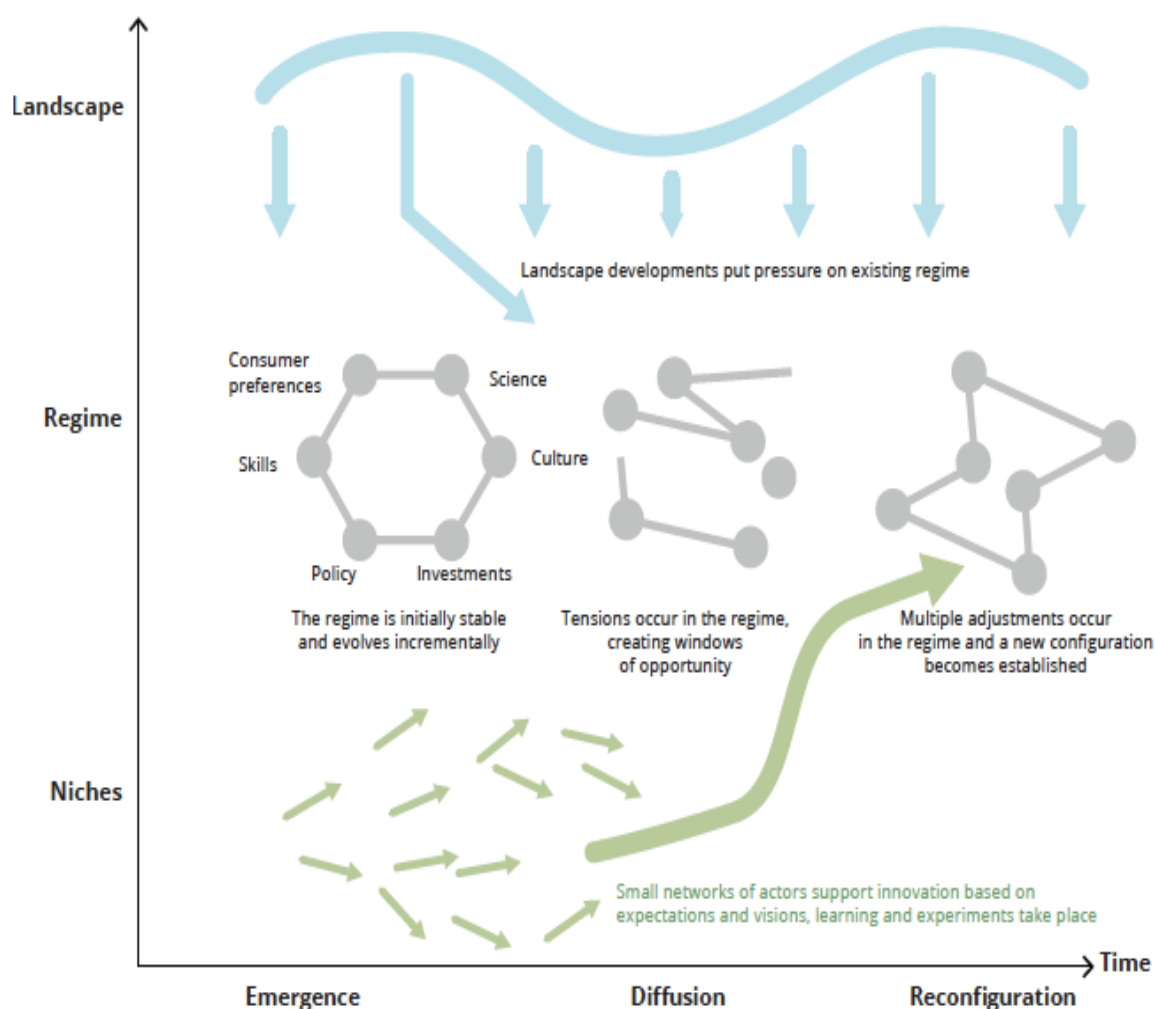 Landscape
Landscape developments put pressure on existing regime
Consumer
preferences
Science
Regime
Skills
Culture
Policy
Investments
The regime is initially stable
and evolves incrementally
Tensions occur in the regime,
creating windows
of opportunity
Multiple adjustments occur
in the regime and a new configuration
becomes established
Niches
Small networks of actors support innovation based on
expectations and visions, learning and experiments take place
Time
Emergence
Diffusion
Reconfiguration